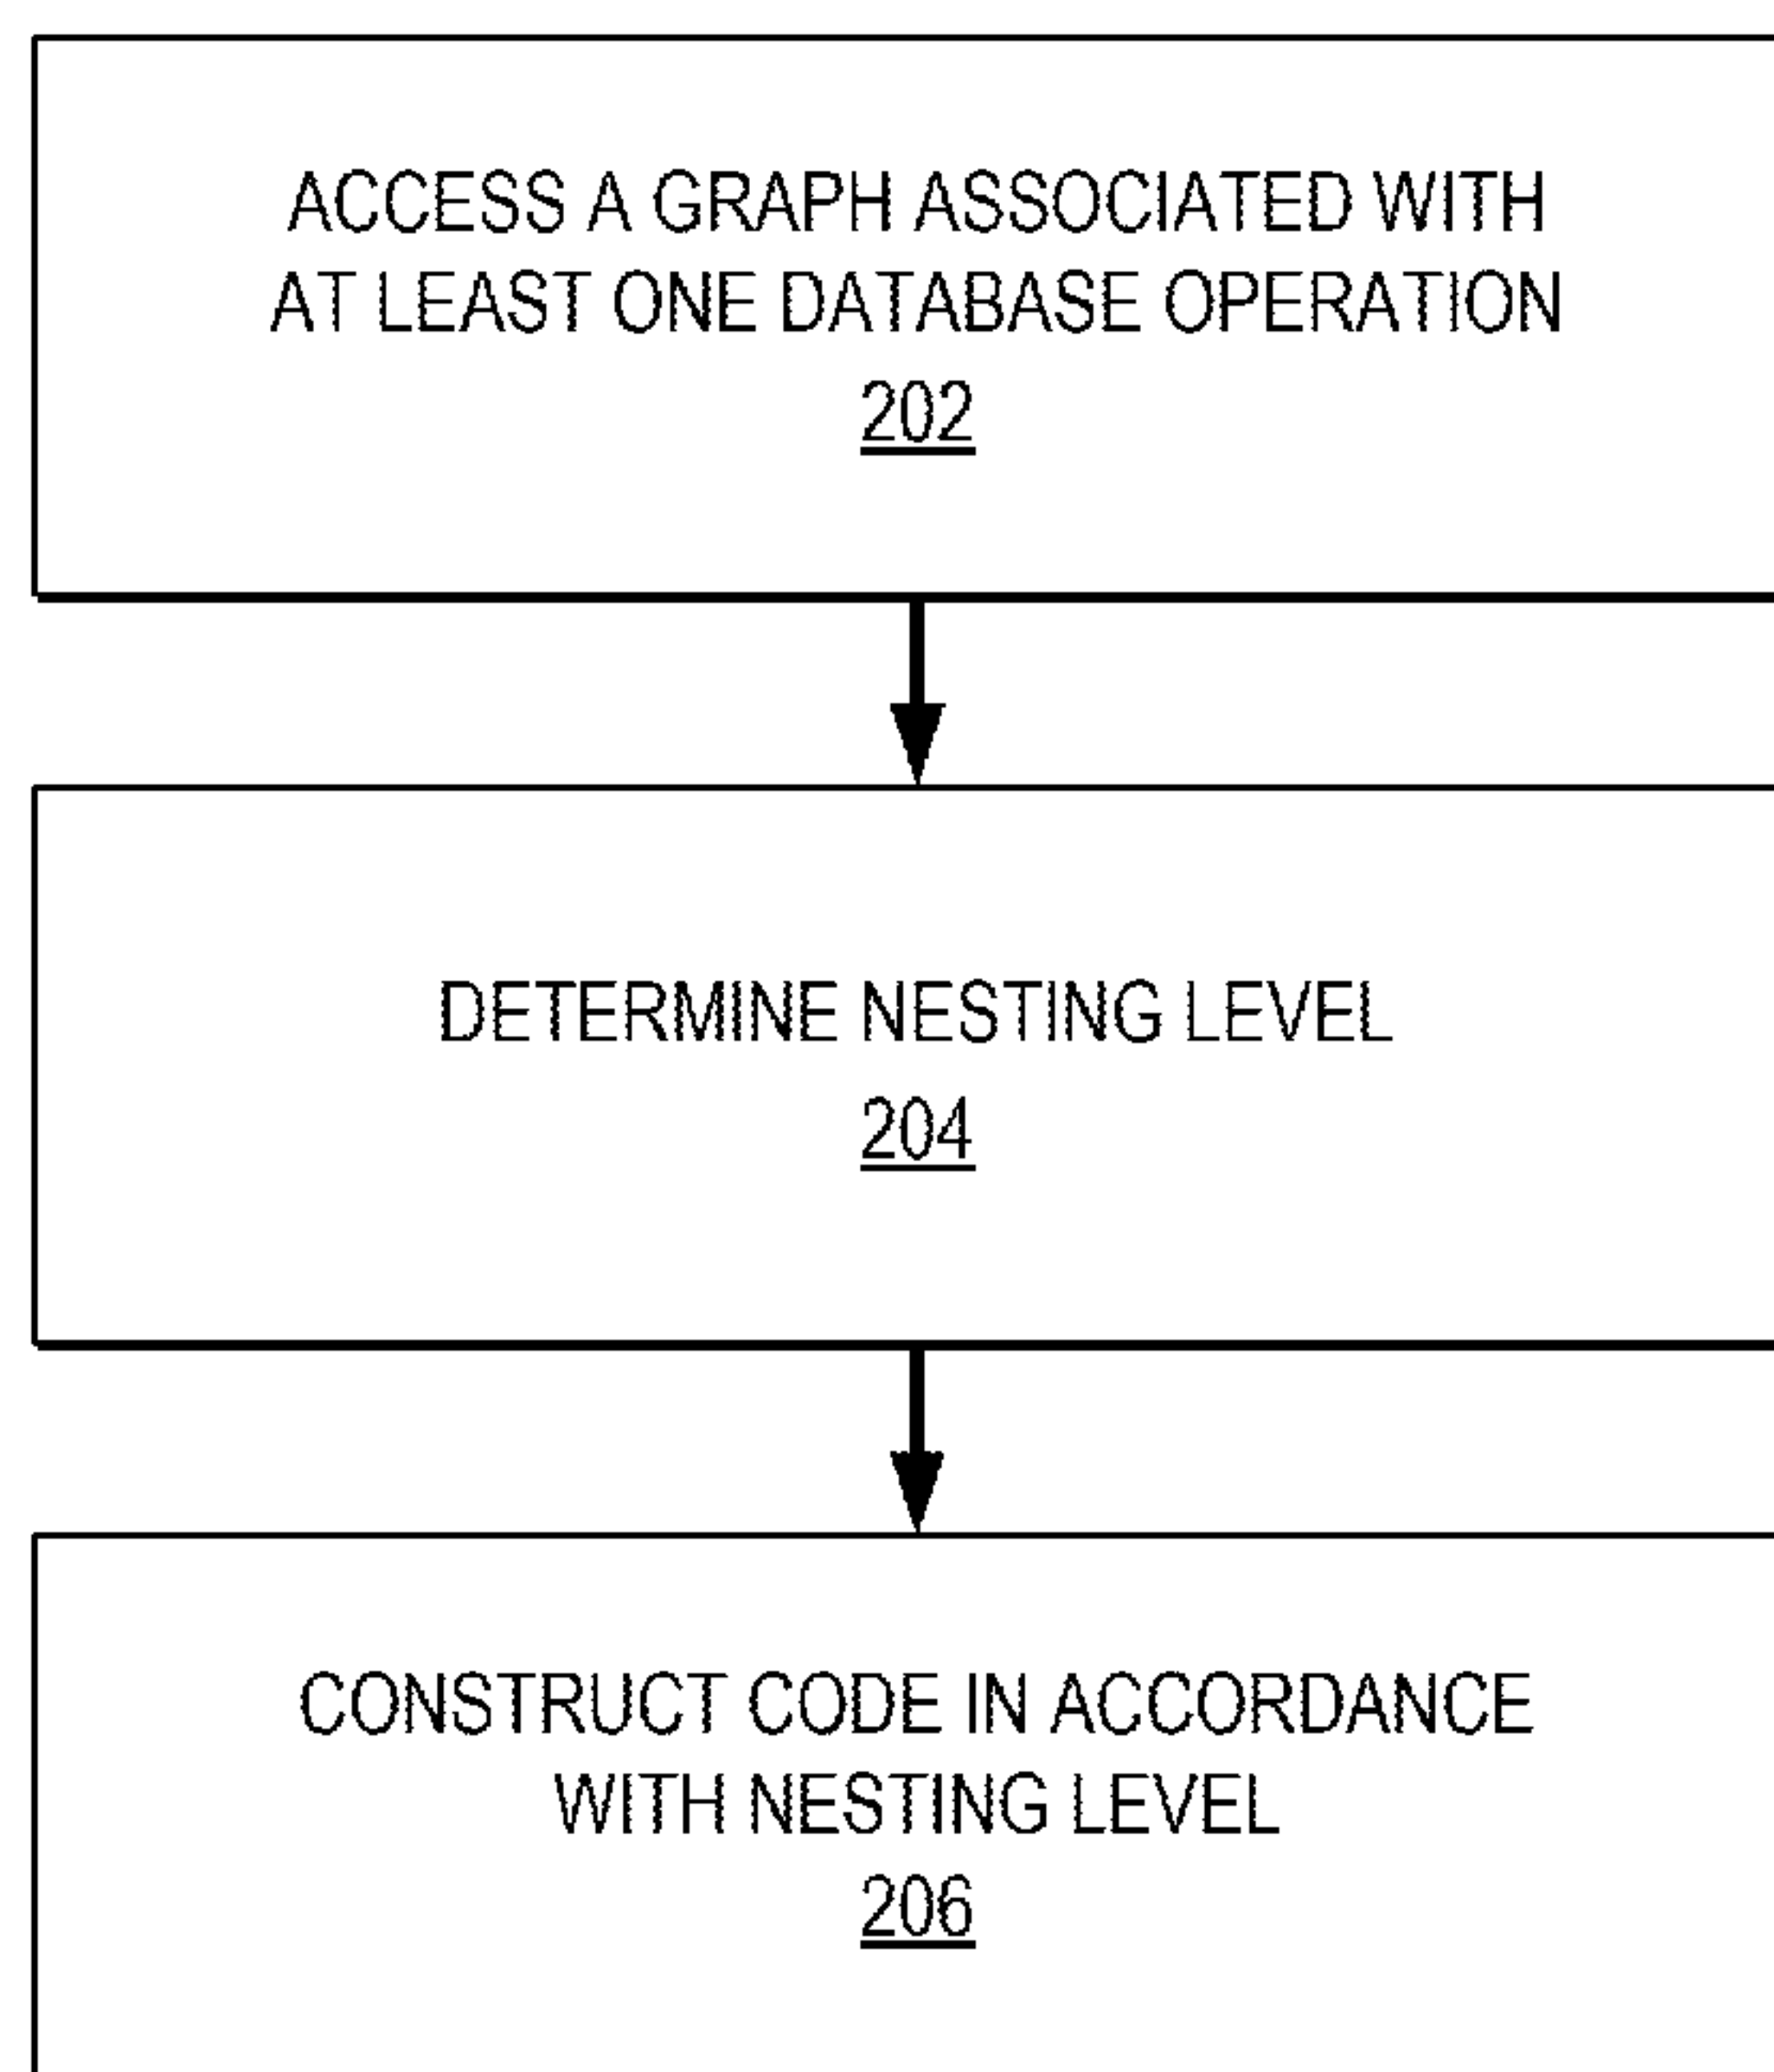 ACCESS A GRAPH ASSOCIATED WITH
AT LEAST ONE DATABASE OPERATION
202
DETERMINE NESTING LEVEL
204
CONSTRUCT CODE IN ACCORDANCE
WITH NESTING LEVEL
206